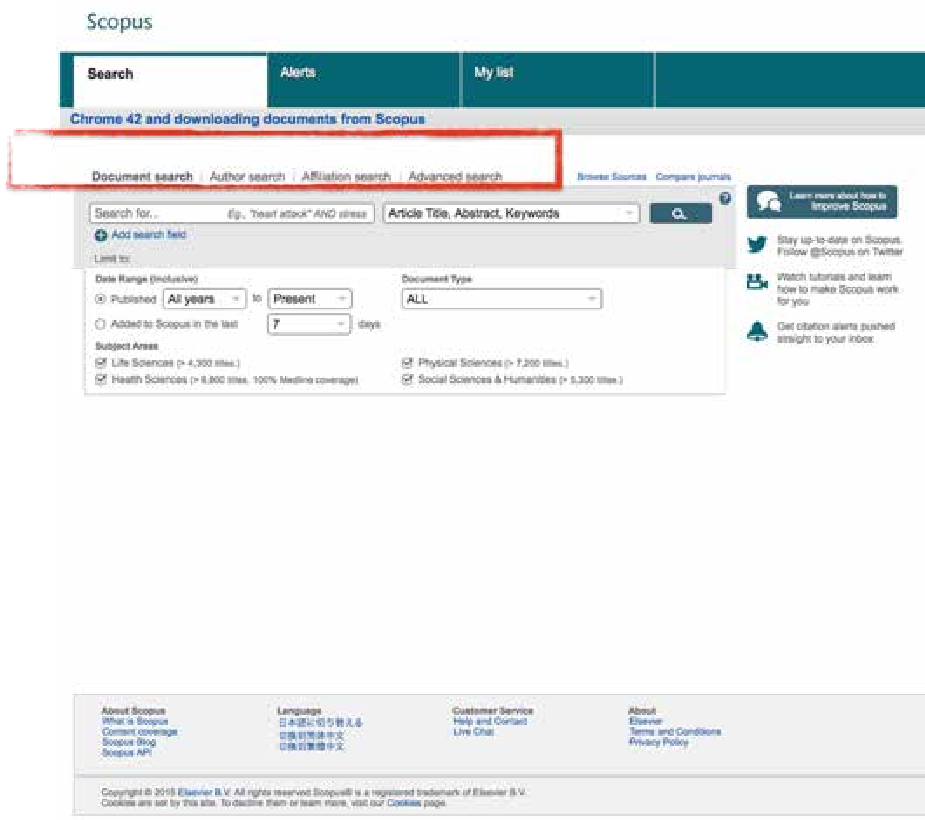 Scopus
Search Alerts My list
Chrome 42 and downloading documents from Scopus
Document search | Author search | Affiliation search | Advanced search Browse Sources Compare journals
Search for... Eg., "heart attack" AND stress Article Title, Abstract, Keywords
Add search field
Limit to:
Date Range (inclusive) Document Type
Published All years to Present ALL
Added to Scopus in the last 7 days
Subject Areas
Life Sciences (> 4,300 titles.) Physical Sciences (> 7,200 titles.)
Health Sciences (> 6,800 titles. 100% Medline coverage) Social Sciences & Humanities (> 5,300 titles.)
Learn more about how to
Improve Scopus
Stay up-to-date on Scopus.
Follow @Scopus on Twitter
Watch tutorials and learn
how to make Scopus work
for you
Get citation alerts pushed
straight to your inbox
About Scopus
What is Scopus
Content coverage
Scopus Blog
Scopus API
Language
日本語に切り替える
切换到简体中文
切換到繁體中文
Customer Service
Help and Contact
Live Chat
About
Elsevier
Terms and Conditions
Privacy Policy
Copyright © 2015 Elsevier B.V. All rights reserved. Scopus® is a registered trademark of Elsevier B.V.
Cookies are set by this site. To decline them or learn more, visit our Cookies page.